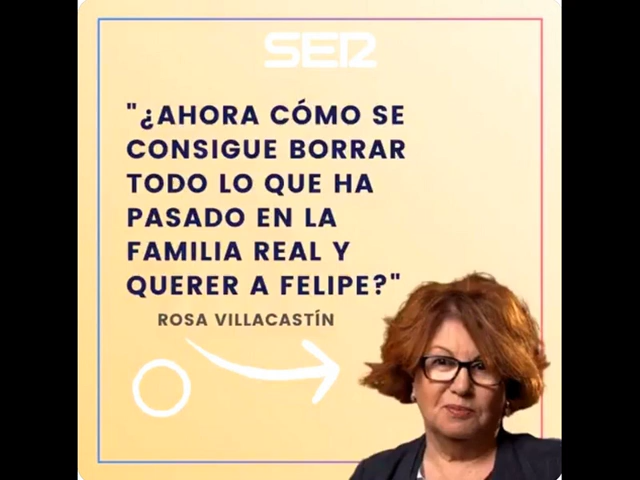 SER
"¿AHORA CÓMO SE
CONSIGUE BORRAR
TODO LO QUE HA
PASADO EN LA
FAMILIA REAL Y
QUERER A FELIPE?"
ROSA VILLACASTÍN